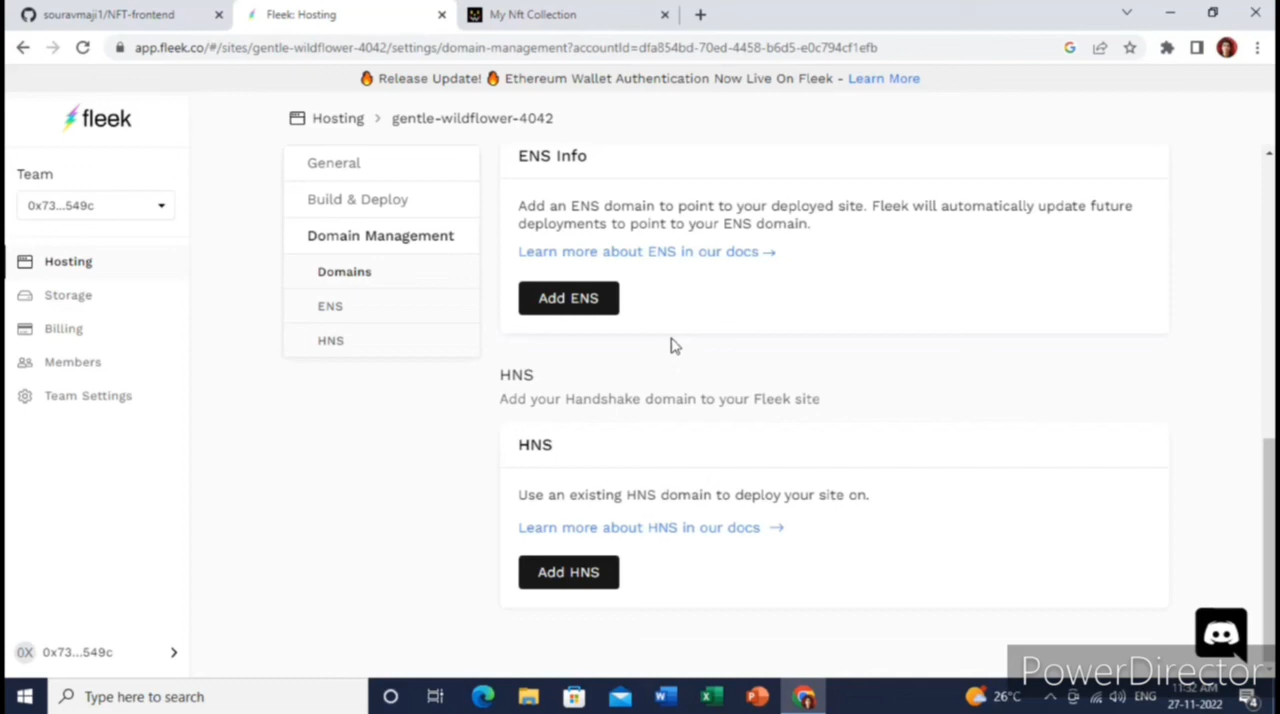 souravmaji1/NFT-frontend
Fleek: Hosting
My Nft Collection
app.fleek.co/#/sites/gentle-wildflower-4042/settings/domain-management?accountId=dfa854bd-70ed-4458-b6d5-e0c794cf1efb
🔥 Release Update! 🔥 Ethereum Wallet Authentication Now Live On Fleek - Learn More
fleek
Hosting > gentle-wildflower-4042
Team
0x73...549c
Hosting
Storage
Billing
Members
Team Settings
0X 0x73...549c
General
Build & Deploy
Domain Management
Domains
ENS
HNS
ENS Info
Add an ENS domain to point to your deployed site. Fleek will automatically update future
deployments to point to your ENS domain.
Learn more about ENS in our docs →
Add ENS
HNS
Add your Handshake domain to your Fleek site
HNS
Use an existing HNS domain to deploy your site on.
Learn more about HNS in our docs →
Add HNS
PowerDirector
Type here to search
26°C
ENG
11:32 AM
27-11-2022
4